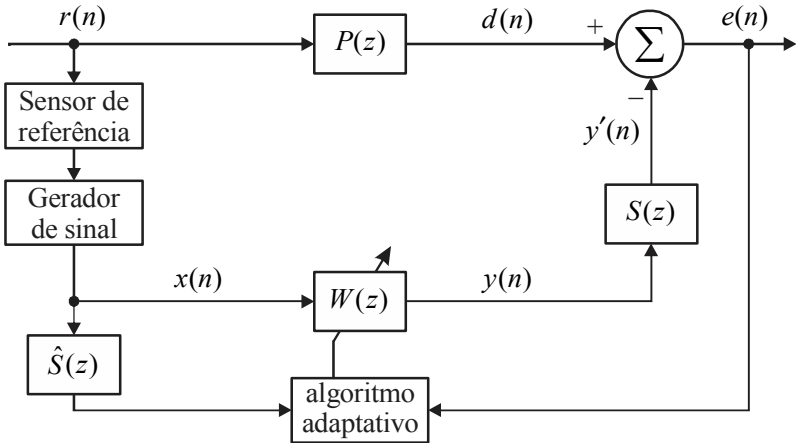 r(n)
P(z)
d(n)
+
Σ
e(n)
Sensor de
referência
−
y′(n)
Gerador
de sinal
S(z)
x(n)
W(z)
y(n)
Ŝ(z)
algoritmo
adaptativo